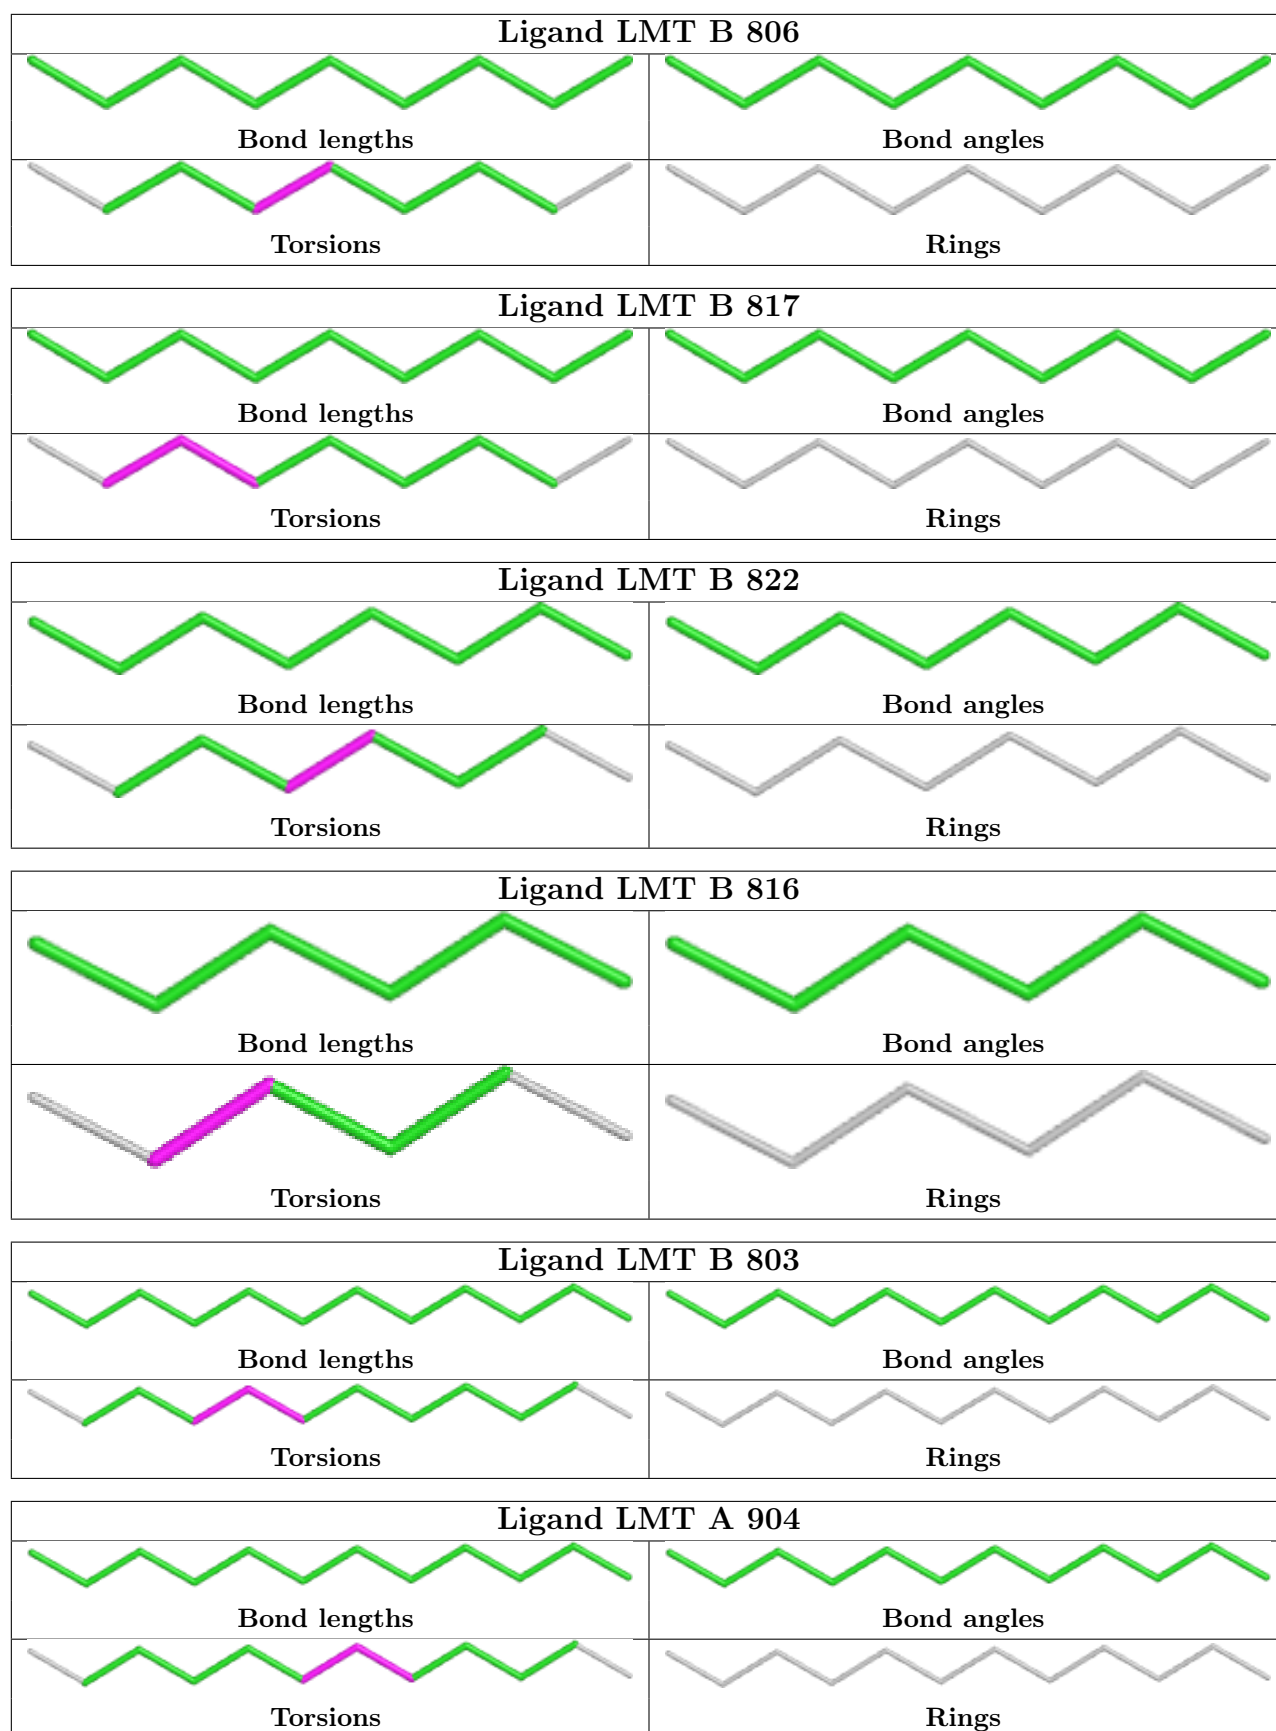 Ligand LMT B 806
Bond lengths Bond angles
Torsions Rings
Ligand LMT B 817
Bond lengths Bond angles
Torsions Rings
Ligand LMT B 822
Bond lengths Bond angles
Torsions Rings
Ligand LMT B 816
Bond lengths Bond angles
Torsions Rings
Ligand LMT B 803
Bond lengths Bond angles
Torsions Rings
Ligand LMT A 904
Bond lengths Bond angles
Torsions Rings